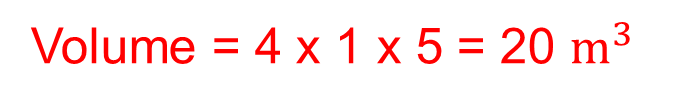 Volume = 4 x 1 x 5 = 20 m³